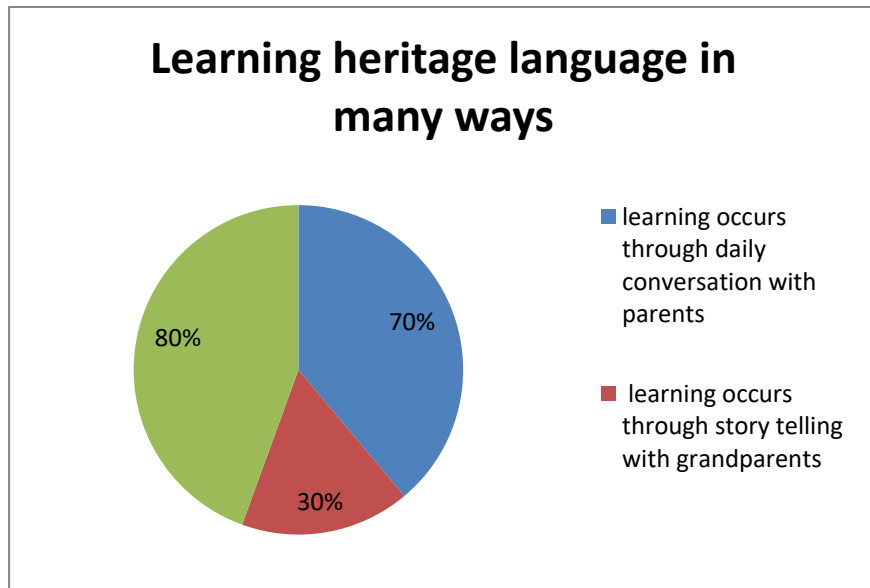 Learning heritage language in
many ways
80%
70%
30%
learning occurs
through daily
conversation with
parents
learning occurs
through story telling
with grandparents